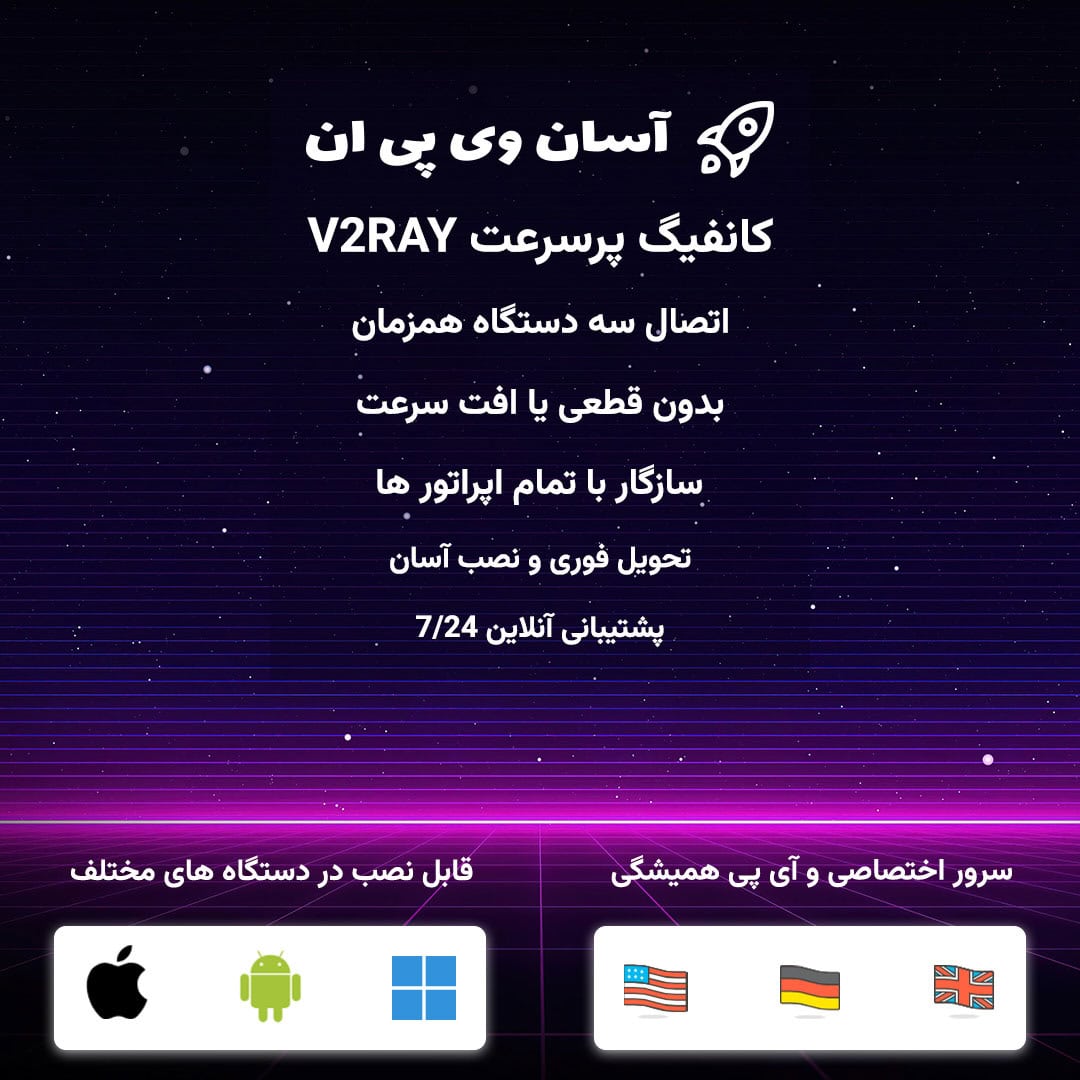 آسان وی پی ان
کانفیگ پرسرعت V2RAY
اتصال سه دستگاه همزمان
بدون قطعی یا افت سرعت
سازگار با تمام اپراتور ها
تحویل فوری و نصب آسان
پشتیبانی آنلاین 7/24
سرور اختصاصی و آی پی همیشگی
قابل نصب در دستگاه های مختلف